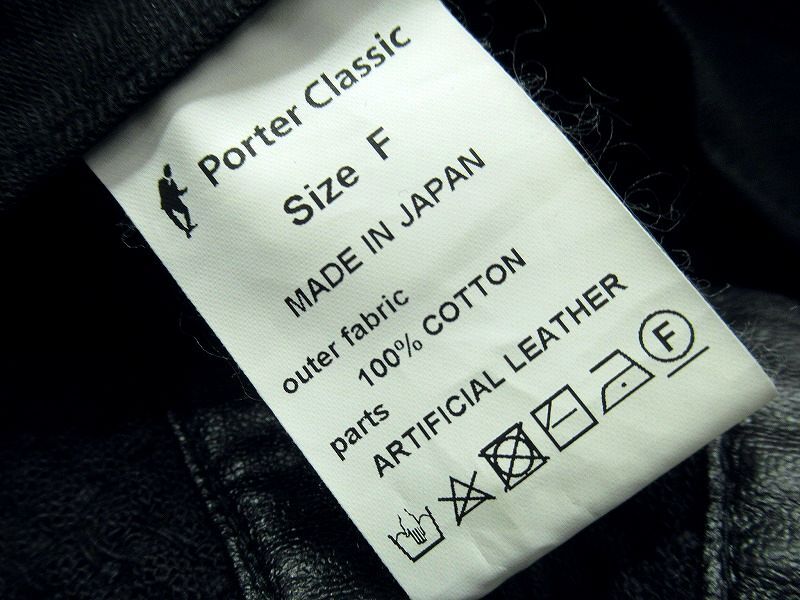 Porter Classic
Size F
MADE IN JAPAN
outer fabric
100% COTTON
parts
ARTIFICIAL LEATHER
F